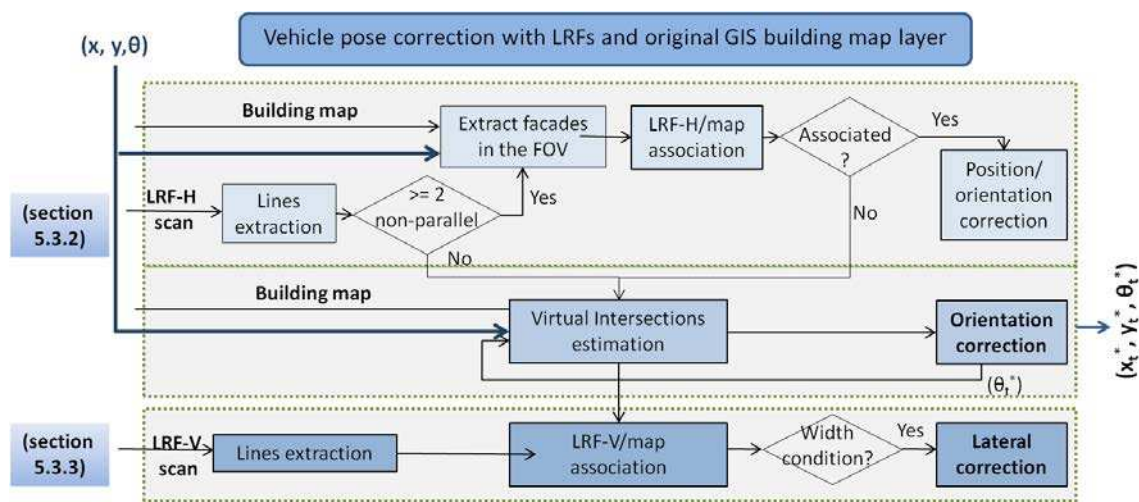 Vehicle pose correction with LRFs and original GIS building map layer
(x, y,θ)
Building map
Extract facades
in the FOV
LRF-H/map
association
Associated
?
Yes
Position/
orientation
correction
(section
5.3.2)
LRF-H
scan
Lines
extraction
>= 2
non-parallel
Yes
No
No
Building map
Virtual Intersections
estimation
Orientation
correction
(θt*)
(xt*, yt*, θt*)
(section
5.3.3)
LRF-V
scan
Lines extraction
LRF-V/map
association
Width
condition?
Yes
Lateral
correction